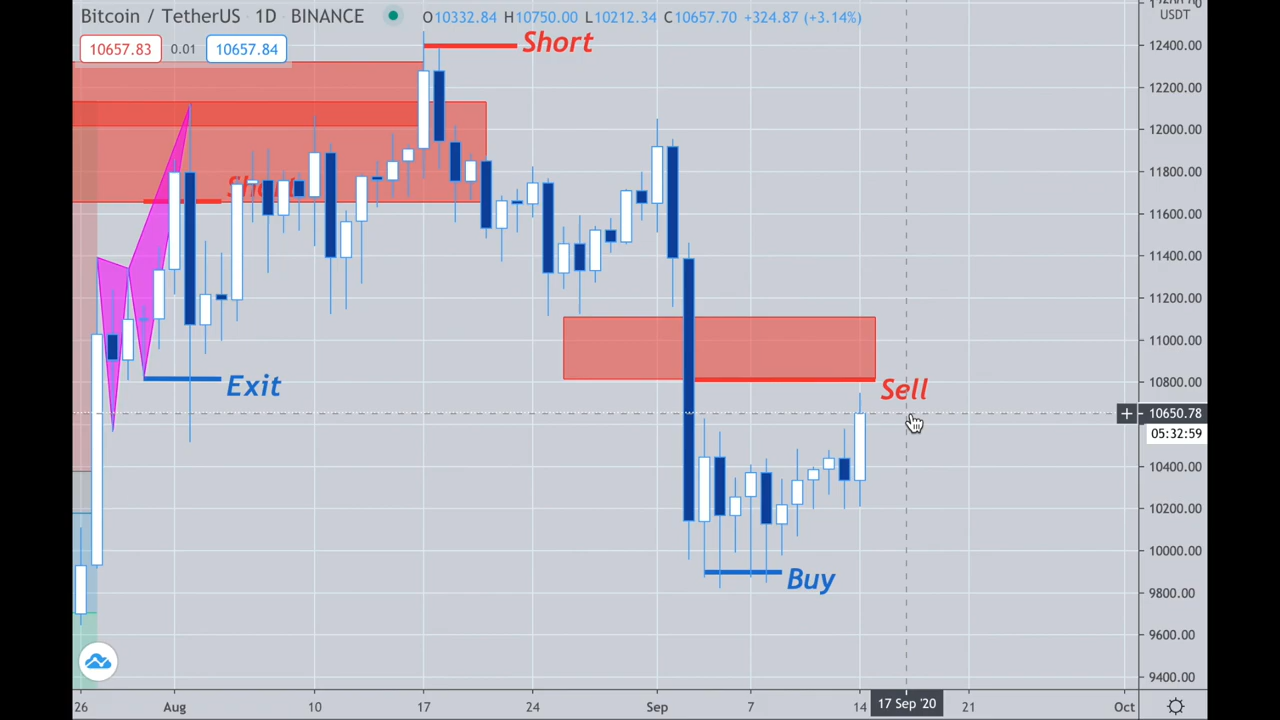 Bitcoin / TetherUS 1D BINANCE O10332.84 H10750.00 L10212.34 C10657.70 +324.87 (+3.14%)
USDT
10657.83 0.01 10657.84
Short
12400.00
12200.00
12000.00
11800.00
Short
11600.00
11400.00
11200.00
11000.00
10800.00
Exit
Sell
10650.78
05:32:59
10400.00
10200.00
10000.00
Buy
9800.00
9600.00
9400.00
26 Aug 10 17 24 Sep 7 14 17 Sep '20 21 Oct